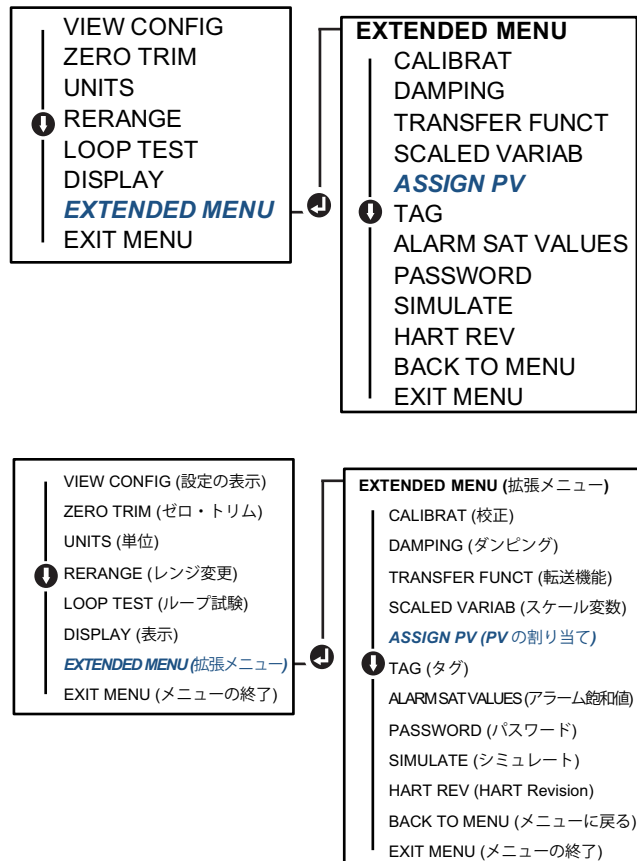 VIEW CONFIG
ZERO TRIM
UNITS
RERANGE
LOOP TEST
DISPLAY
EXTENDED MENU
EXIT MENU
EXTENDED MENU
CALIBRAT
DAMPING
TRANSFER FUNCT
SCALED VARIAB
ASSIGN PV
TAG
ALARM SAT VALUES
PASSWORD
SIMULATE
HART REV
BACK TO MENU
EXIT MENU
VIEW CONFIG (設定の表示)
ZERO TRIM (ゼロ・トリム)
UNITS (単位)
RERANGE (レンジ変更)
LOOP TEST (ループ試験)
DISPLAY (表示)
EXTENDED MENU (拡張メニュー)
EXIT MENU (メニューの終了)
EXTENDED MENU (拡張メニュー)
CALIBRAT (校正)
DAMPING (ダンピング)
TRANSFER FUNCT (転送機能)
SCALED VARIAB (スケール変数)
ASSIGN PV (PV の割り当て)
TAG (タグ)
ALARM SAT VALUES (アラーム飽和値)
PASSWORD (パスワード)
SIMULATE (シミュレート)
HART REV (HART Revision)
BACK TO MENU (メニューに戻る)
EXIT MENU (メニューの終了)